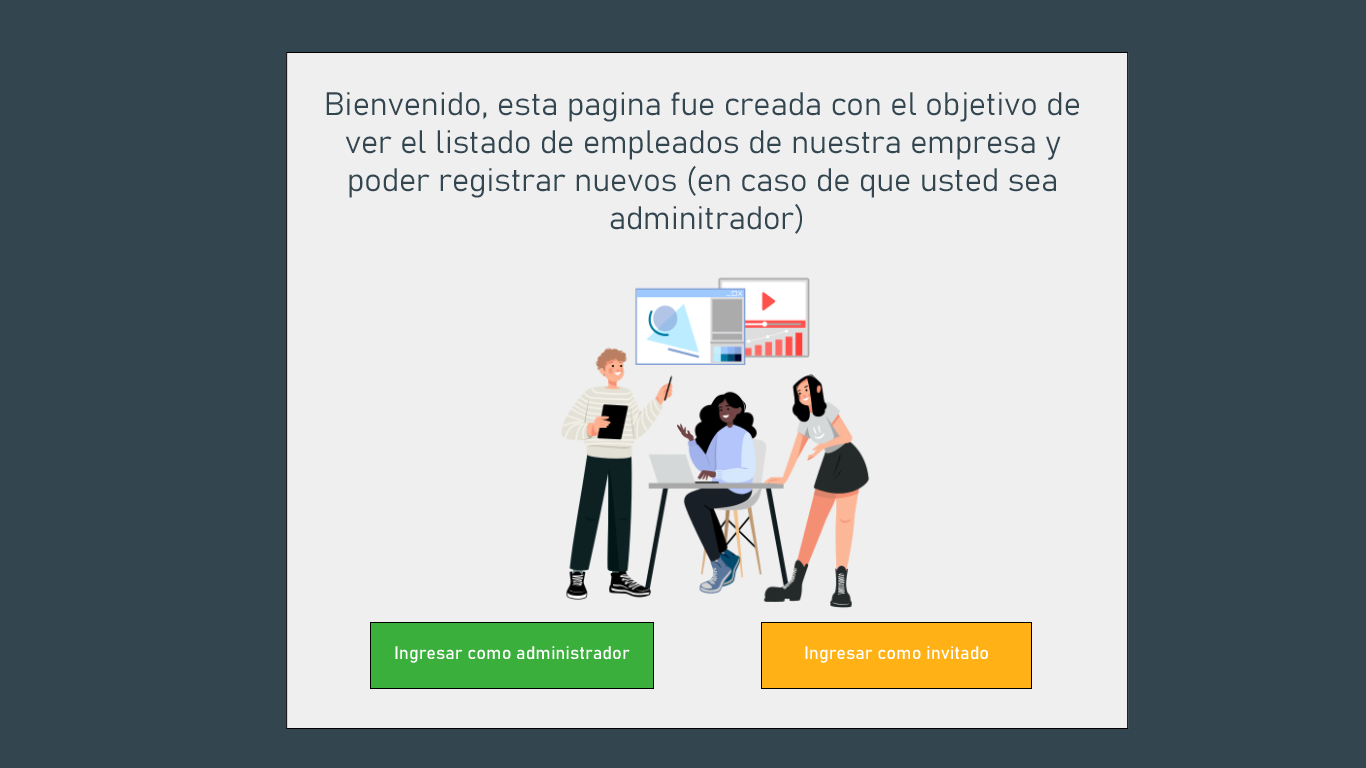 Bienvenido, esta pagina fue creada con el objetivo de
ver el listado de empleados de nuestra empresa y
poder registrar nuevos (en caso de que usted sea
adminitrador)
Ingresar como administrador
Ingresar como invitado